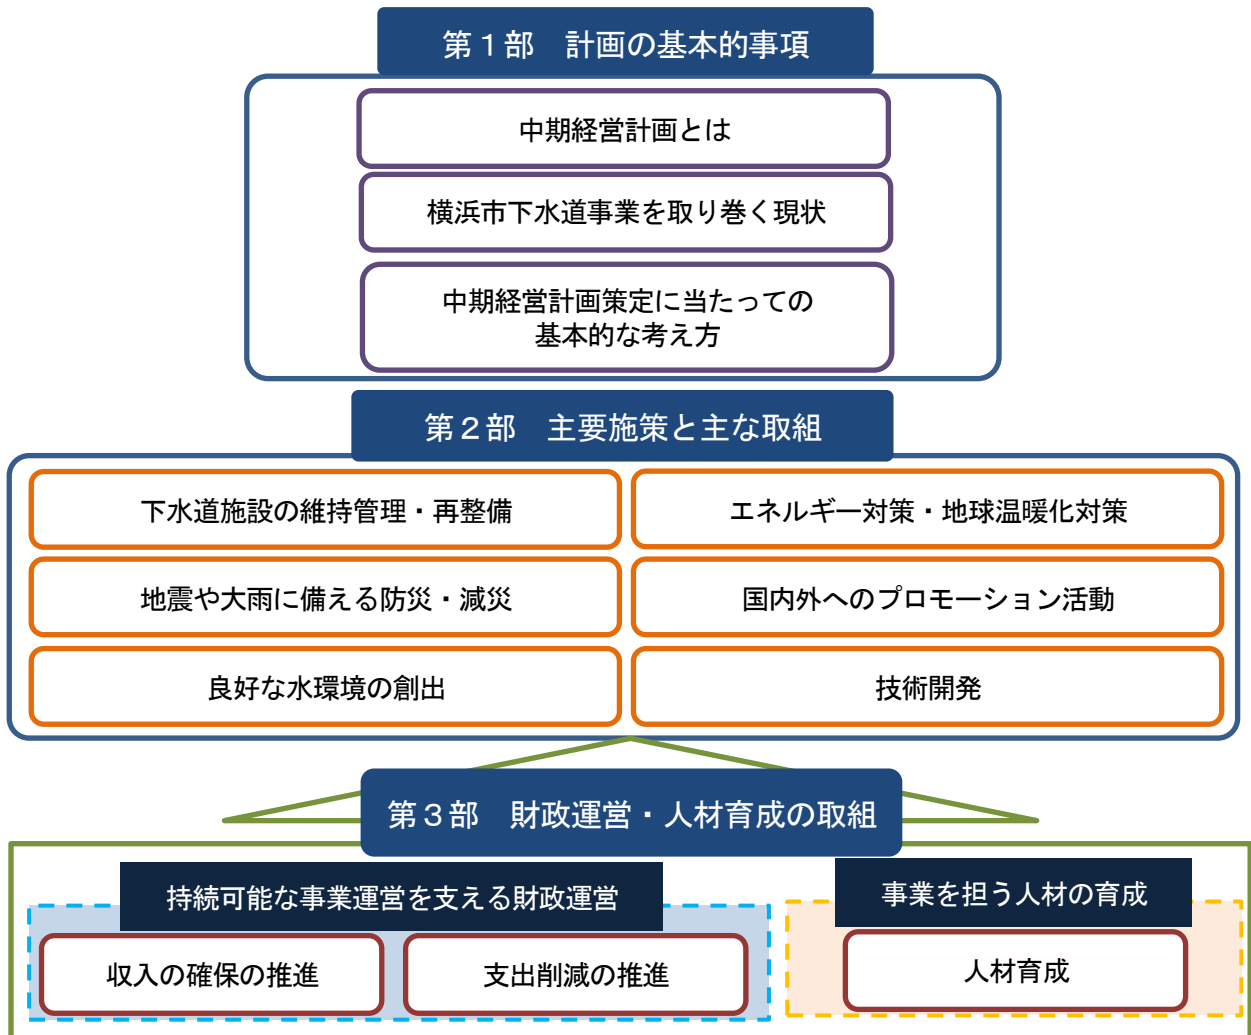 第１部　計画の基本的事項
中期経営計画とは
横浜市下水道事業を取り巻く現状
中期経営計画策定に当たっての
基本的な考え方
第２部　主要施策と主な取組
下水道施設の維持管理・再整備
エネルギー対策・地球温暖化対策
地震や大雨に備える防災・減災
国内外へのプロモーション活動
良好な水環境の創出
技術開発
第３部　財政運営・人材育成の取組
持続可能な事業運営を支える財政運営
収入の確保の推進
支出削減の推進
事業を担う人材の育成
人材育成